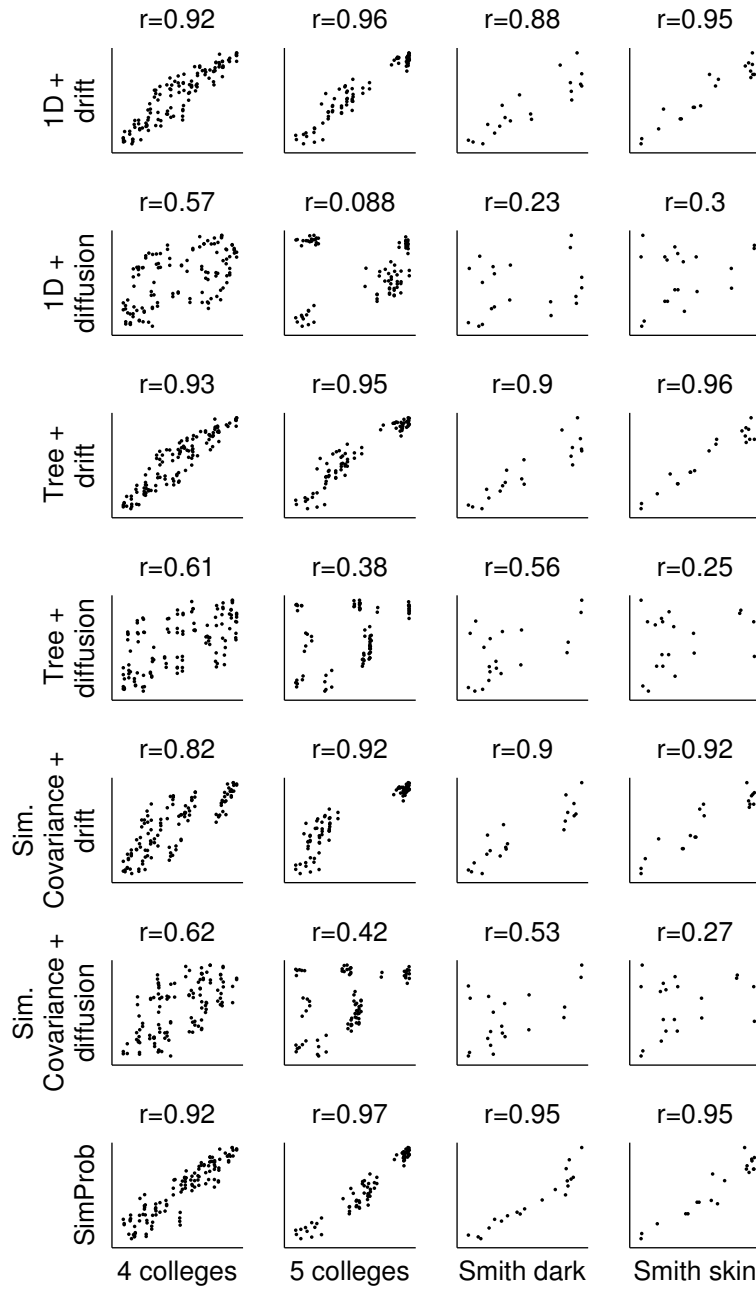 r=0.92 r=0.96 r=0.88 r=0.95
1D +
drift
r=0.57 r=0.088 r=0.23 r=0.3
1D +
diffusion
r=0.93 r=0.95 r=0.9 r=0.96
Tree +
drift
r=0.61 r=0.38 r=0.56 r=0.25
Tree +
diffusion
r=0.82 r=0.92 r=0.9 r=0.92
Sim.
Covariance +
drift
r=0.62 r=0.42 r=0.53 r=0.27
Sim.
Covariance +
diffusion
r=0.92 r=0.97 r=0.95 r=0.95
SimProb
4 colleges 5 colleges Smith dark Smith skin